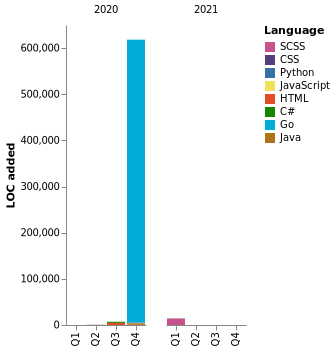 2020 2021
Language
SCSS
CSS
Python
JavaScript
HTML
C#
Go
Java
LOC added
600,000
500,000
400,000
300,000
200,000
100,000
0
Q1 Q2 Q3 Q4 Q1 Q2 Q3 Q4